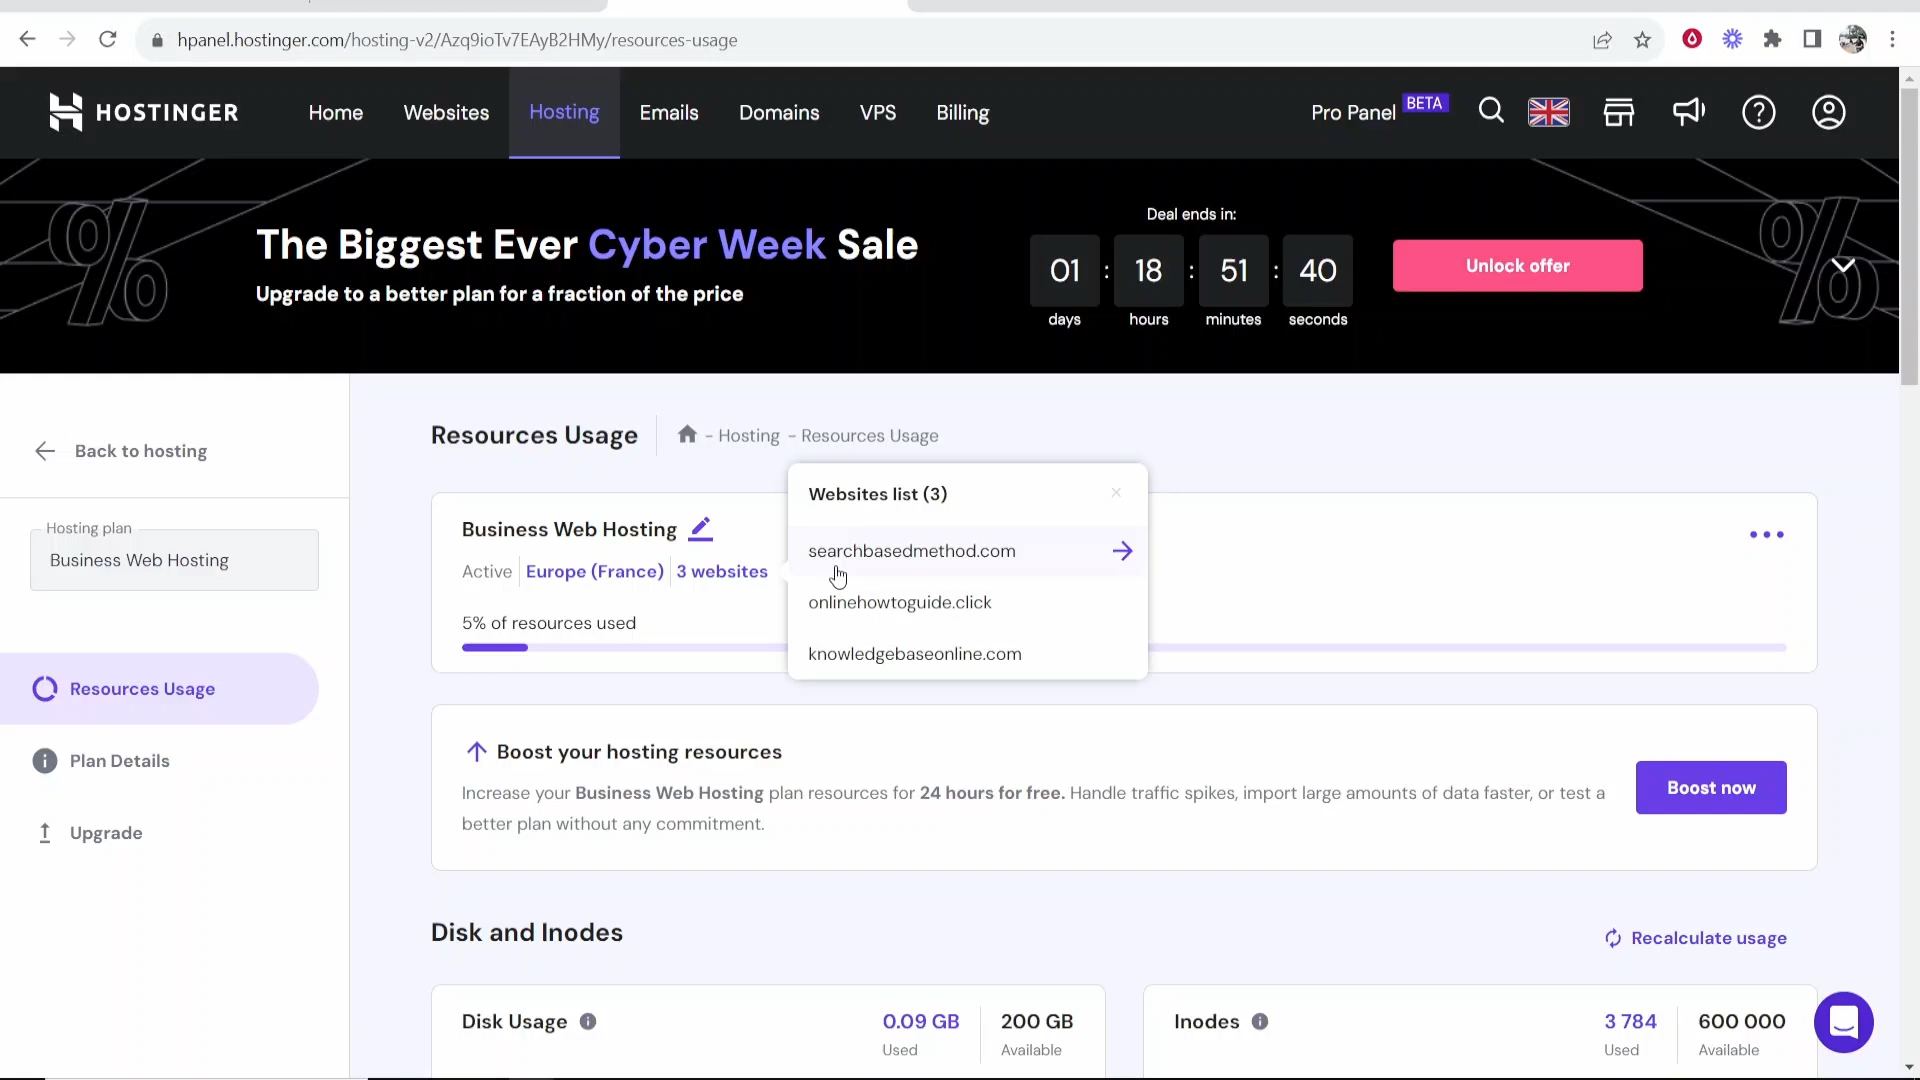 hpanel.hostinger.com/hosting-v2/Azq9ioTv7EAyB2HMy/resources-usage
HOSTINGER
Home
Websites
Hosting
Emails
Domains
VPS
Billing
Pro Panel BETA
The Biggest Ever Cyber Week Sale
Upgrade to a better plan for a fraction of the price
Deal ends in:
01 : 18 : 51 : 40
days hours minutes seconds
Unlock offer
Back to hosting
Hosting plan
Business Web Hosting
Resources Usage
Plan Details
Upgrade
Resources Usage
- Hosting - Resources Usage
Business Web Hosting
Active Europe (France) 3 websites
5% of resources used
Websites list (3)
searchbasedmethod.com
onlinehowtoguide.click
knowledgebaseonline.com
Boost your hosting resources
Increase your Business Web Hosting plan resources for 24 hours for free. Handle traffic spikes, import large amounts of data faster, or test a
better plan without any commitment.
Boost now
Disk and Inodes
Recalculate usage
Disk Usage
0.09 GB 200 GB
Used Available
Inodes
3 784 600 000
Used Available